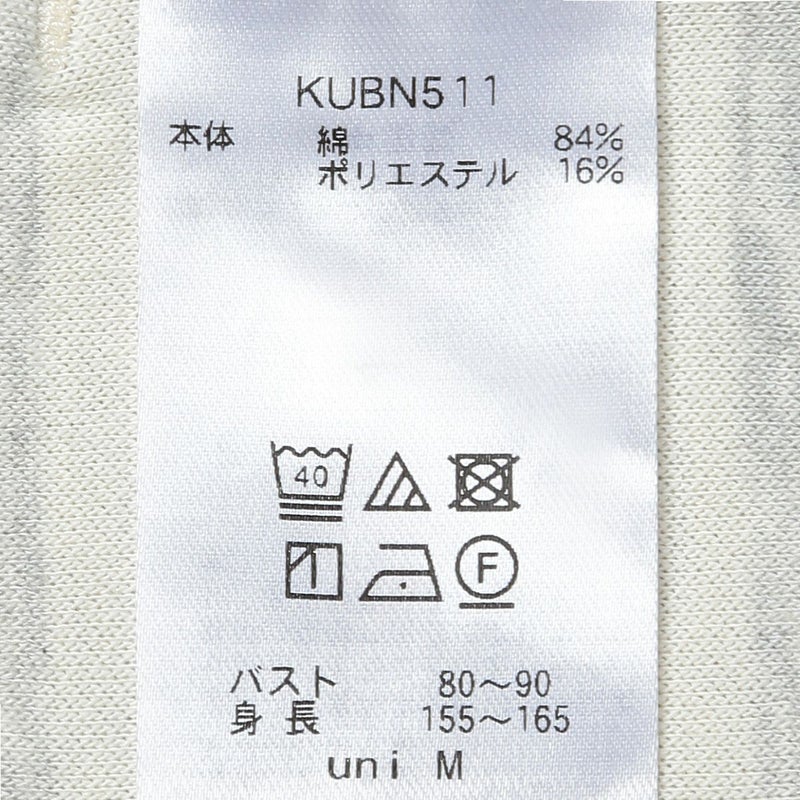 KUBN511
本体 綿 84%
ポリエステル 16%
40
F
バスト 80～90
身長 155～165
uni M